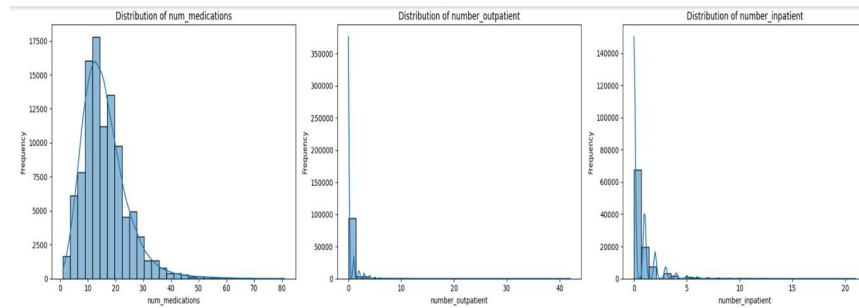 Distribution of num_medications
17500
15000
12500
10000
7500
5000
2500
0
Frequency
0 10 20 30 40 50 60 70 80
num_medications
Distribution of number_outpatient
350000
300000
250000
200000
150000
100000
50000
0
Frequency
0 10 20 30 40
number_outpatient
Distribution of number_inpatient
140000
120000
100000
80000
60000
40000
20000
0
Frequency
0 5 10 15 20
number_inpatient